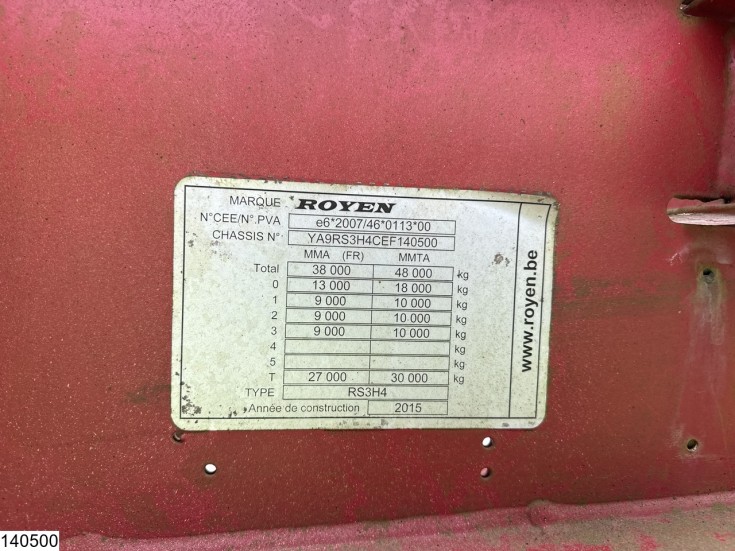 MARQUE ROYEN
N°CEE/N°.PVA e6*2007/46*0113*00
CHASSIS N° YA9RS3H4CEF140500
MMA (FR) MMTA
Total 38 000 48 000 kg
0 13 000 18 000 kg
1 9 000 10 000 kg
2 9 000 10 000 kg
3 9 000 10 000 kg
4 kg
5 kg
T 27 000 30 000 kg
TYPE RS3H4
Année de construction 2015
www.royen.be
140500